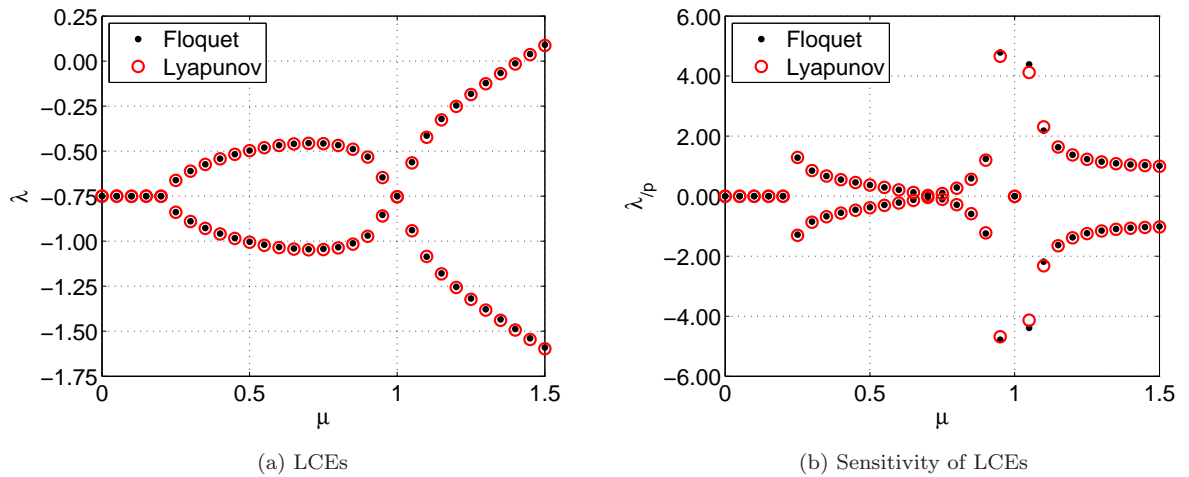 0.25
0.00
−0.25
−0.50
−0.75
−1.00
−1.25
−1.50
−1.75
λ
0 0.5 1 1.5
μ
Floquet
Lyapunov
(a) LCEs
6.00
4.00
2.00
0.00
−2.00
−4.00
−6.00
λ/p
0 0.5 1 1.5
μ
Floquet
Lyapunov
(b) Sensitivity of LCEs